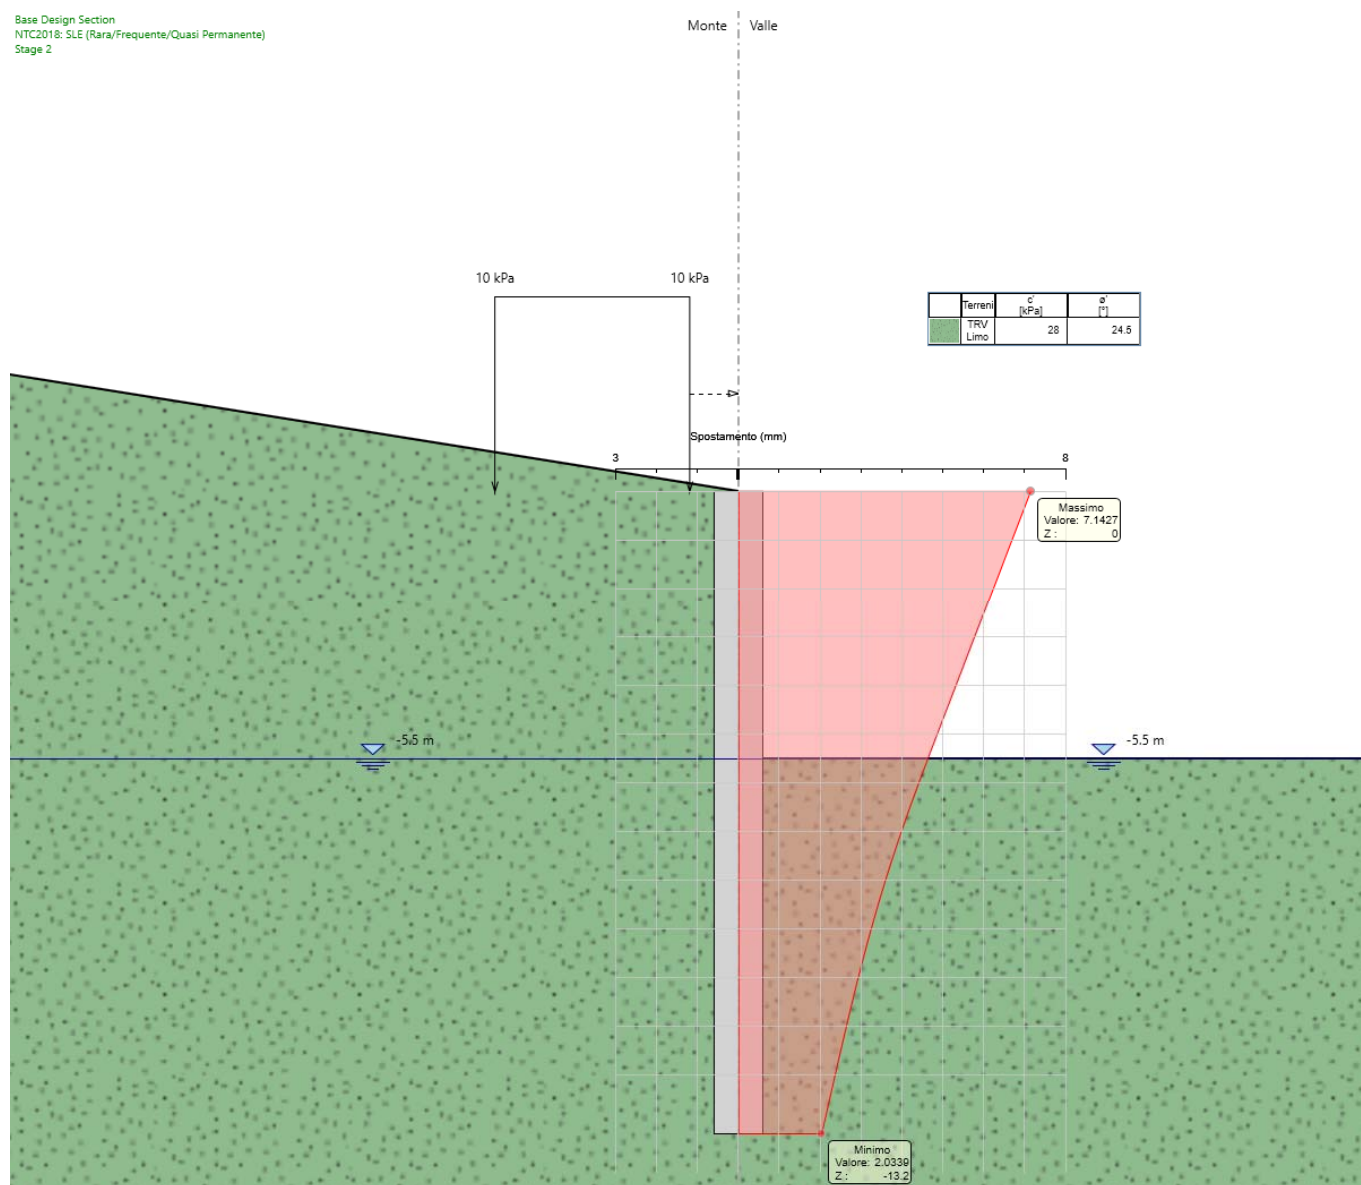 Base Design Section
NTC2018: SLE (Rara/Frequente/Quasi Permanente)
Stage 2
Monte Valle
10 kPa 10 kPa
Terreni c' [kPa] ø' [°]
TRV Limo 28 24.5
Spostamento (mm)
3 8
Massimo
Valore: 7.1427
Z : 0
-5.5 m -5.5 m
Minimo
Valore: 2.0339
Z : -13.2